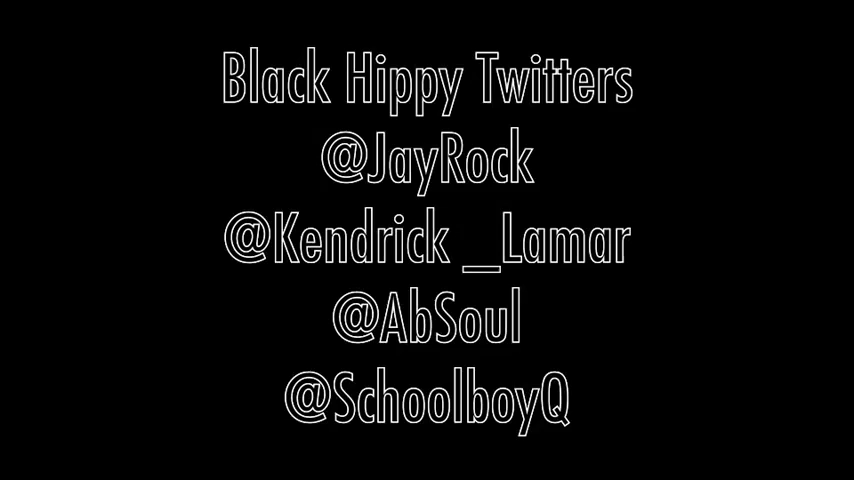 Black Hippy Twitters
@JayRock
@Kendrick _Lamar
@AbSoul
@SchoolboyQ